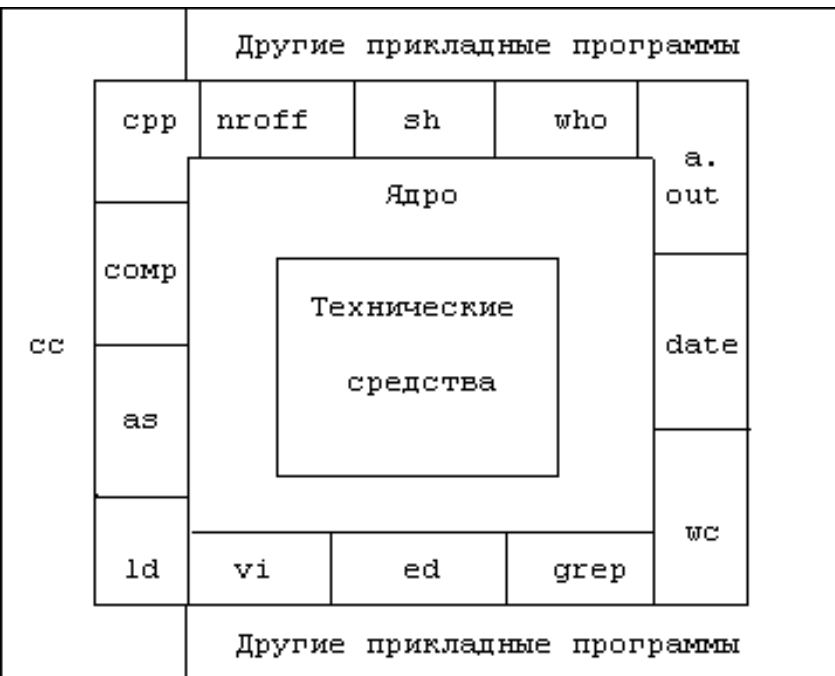 Другие прикладные программы
cpp
nroff
sh
who
a.
out
Ядро
comp
Технические
средства
cc
date
as
wc
ld
vi
ed
grep
Другие прикладные программы